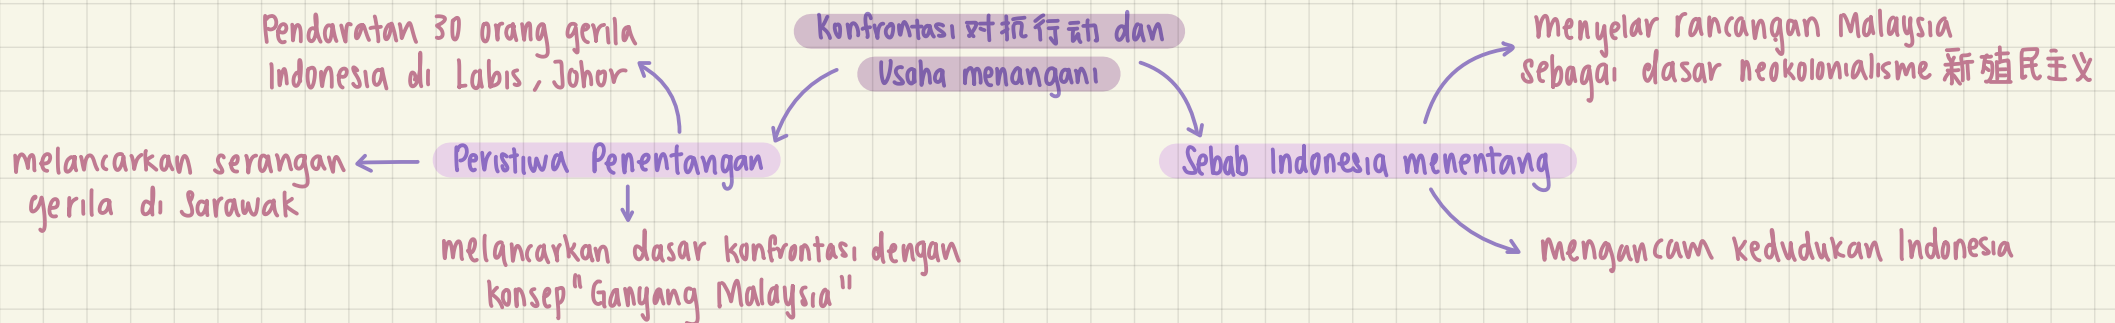 Konfrontasi 对抗行动 dan
Usaha menangani
Peristiwa Penentangan
Pendaratan 30 orang gerila
Indonesia di Labis, Johor
melancarkan serangan
gerila di Sarawak
melancarkan dasar konfrontasi dengan
konsep "Ganyang Malaysia"
Sebab Indonesia menentang
menyelar rancangan Malaysia
sebagai dasar neokolonialisme 新殖民主义
mengancam kedudukan Indonesia